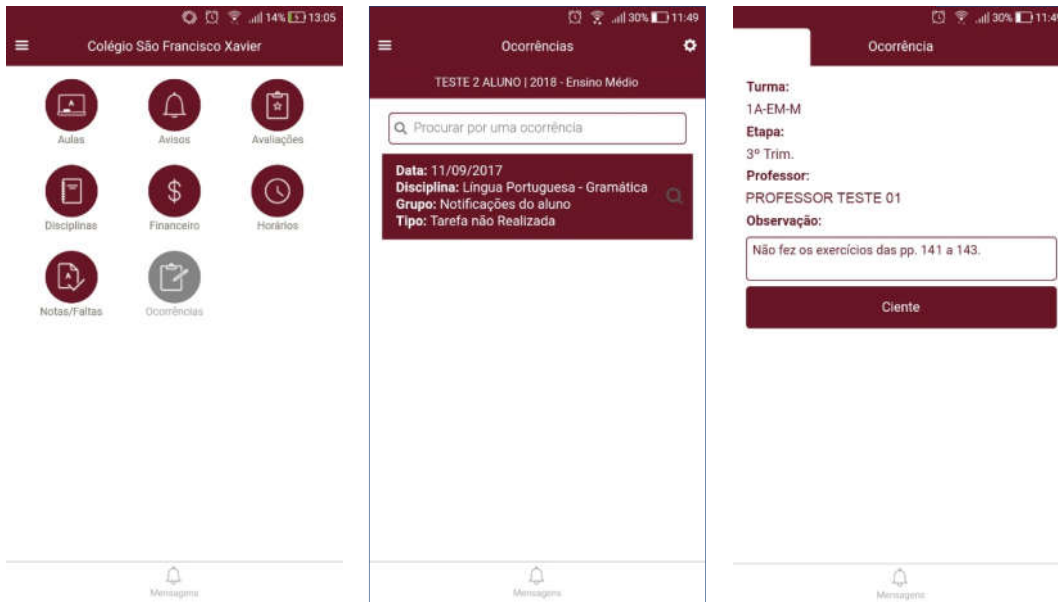 14% 13:05
Colégio São Francisco Xavier
Aulas
Avisos
Avaliações
Disciplinas
Financeiro
Horários
Notas/Faltas
Ocorrências
Mensagens
30% 11:49
Ocorrências
TESTE 2 ALUNO | 2018 - Ensino Médio
Procurar por uma ocorrência
Data: 11/09/2017
Disciplina: Língua Portuguesa - Gramática
Grupo: Notificações do aluno
Tipo: Tarefa não Realizada
Mensagens
30% 11:49
Ocorrência
Turma:
1A-EM-M
Etapa:
3º Trim.
Professor:
PROFESSOR TESTE 01
Observação:
Não fez os exercícios das pp. 141 a 143.
Ciente
Mensagens